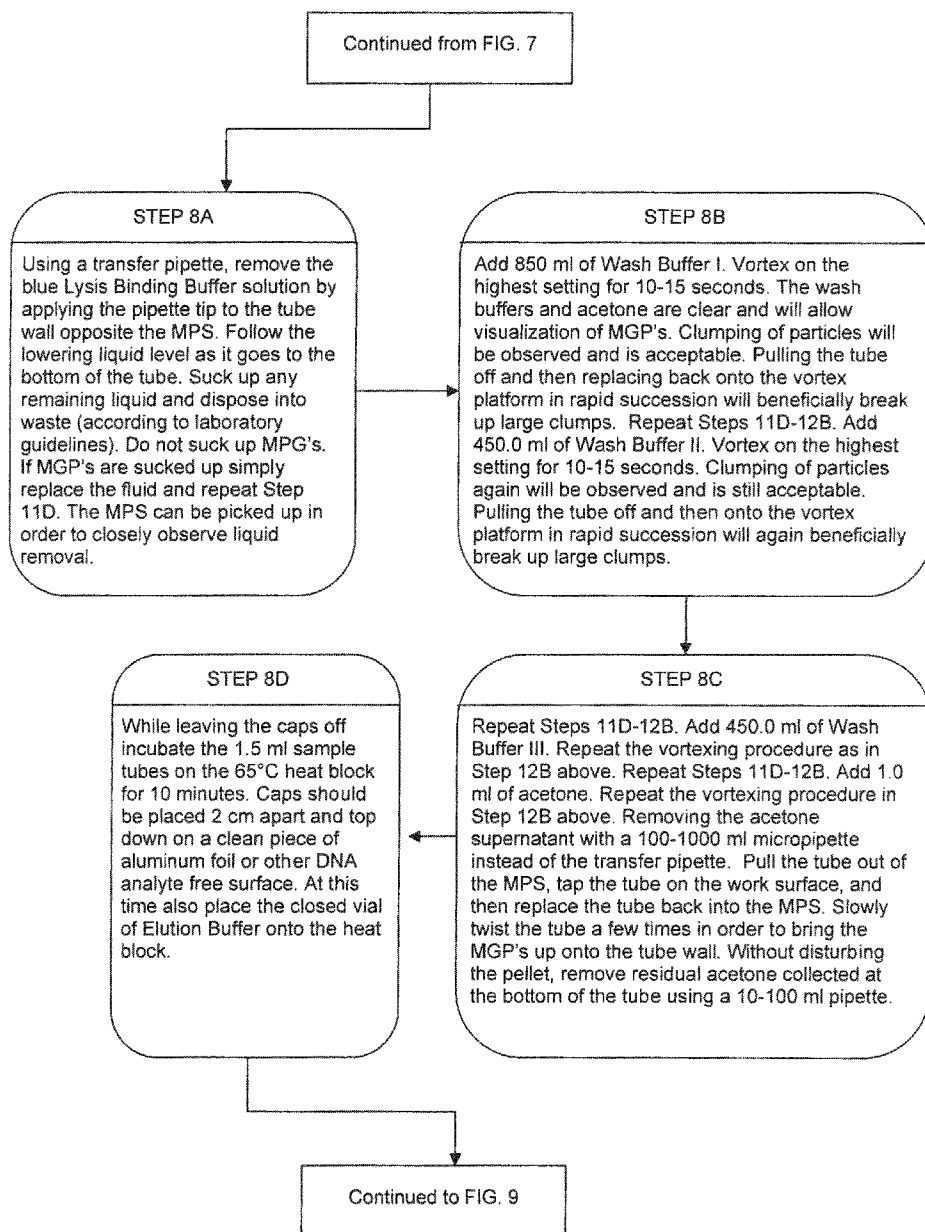 Continued from FIG. 7
STEP 8A
Using a transfer pipette, remove the
blue Lysis Binding Buffer solution by
applying the pipette tip to the tube
wall opposite the MPS. Follow the
lowering liquid level as it goes to the
bottom of the tube. Suck up any
remaining liquid and dispose into
waste (according to laboratory
guidelines). Do not suck up MPG's.
If MGP's are sucked up simply
replace the fluid and repeat Step
11D. The MPS can be picked up in
order to closely observe liquid
removal.
STEP 8B
Add 850 ml of Wash Buffer I. Vortex on the
highest setting for 10-15 seconds. The wash
buffers and acetone are clear and will allow
visualization of MGP's. Clumping of particles will
be observed and is acceptable. Pulling the tube
off and then replacing back onto the vortex
platform in rapid succession will beneficially break
up large clumps. Repeat Steps 11D-12B. Add
450.0 ml of Wash Buffer II. Vortex on the highest
setting for 10-15 seconds. Clumping of particles
again will be observed and is still acceptable.
Pulling the tube off and then onto the vortex
platform in rapid succession will again beneficially
break up large clumps.
STEP 8C
Repeat Steps 11D-12B. Add 450.0 ml of Wash
Buffer III. Repeat the vortexing procedure as in
Step 12B above. Repeat Steps 11D-12B. Add 1.0
ml of acetone. Repeat the vortexing procedure in
Step 12B above. Removing the acetone
supernatant with a 100-1000 ml micropipette
instead of the transfer pipette. Pull the tube out of
the MPS, tap the tube on the work surface, and
then replace the tube back into the MPS. Slowly
twist the tube a few times in order to bring the
MGP's up onto the tube wall. Without disturbing
the pellet, remove residual acetone collected at
the bottom of the tube using a 10-100 ml pipette.
STEP 8D
While leaving the caps off
incubate the 1.5 ml sample
tubes on the 65°C heat block
for 10 minutes. Caps should
be placed 2 cm apart and top
down on a clean piece of
aluminum foil or other DNA
analyte free surface. At this
time also place the closed vial
of Elution Buffer onto the heat
block.
Continued to FIG. 9